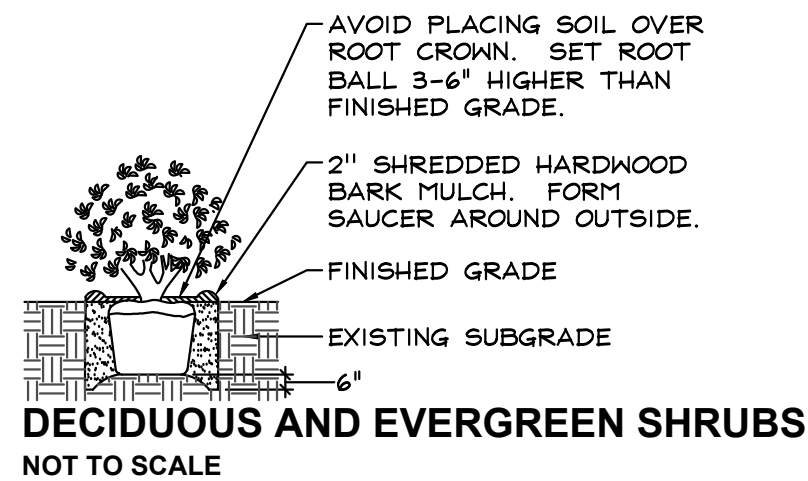 AVOID PLACING SOIL OVER
ROOT CROWN. SET ROOT
BALL 3-6" HIGHER THAN
FINISHED GRADE.
2" SHREDDED HARDWOOD
BARK MULCH. FORM
SAUCER AROUND OUTSIDE.
FINISHED GRADE
EXISTING SUBGRADE
6"
DECIDUOUS AND EVERGREEN SHRUBS
NOT TO SCALE